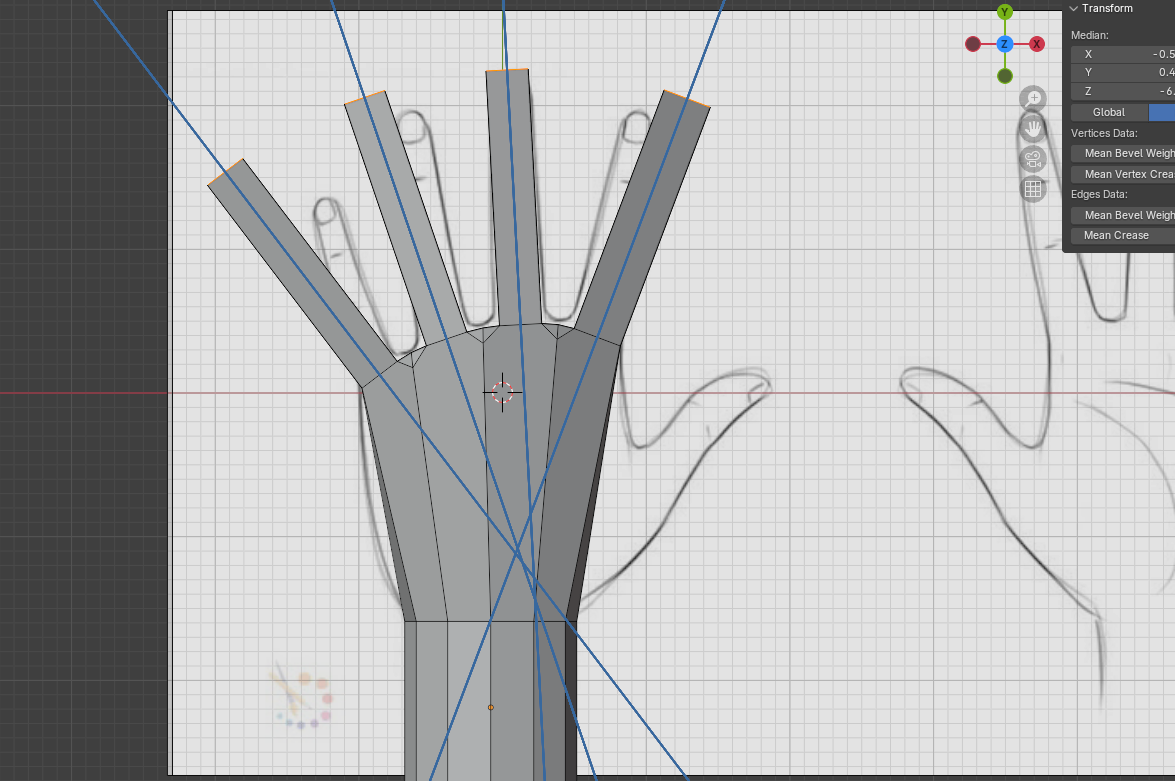 Transform
Y
Z
X
Median:
X -0.5
Y 0.4
Z -6.
Global
Vertices Data:
Mean Bevel Weigh
Mean Vertex Crea
Edges Data:
Mean Bevel Weigh
Mean Crease